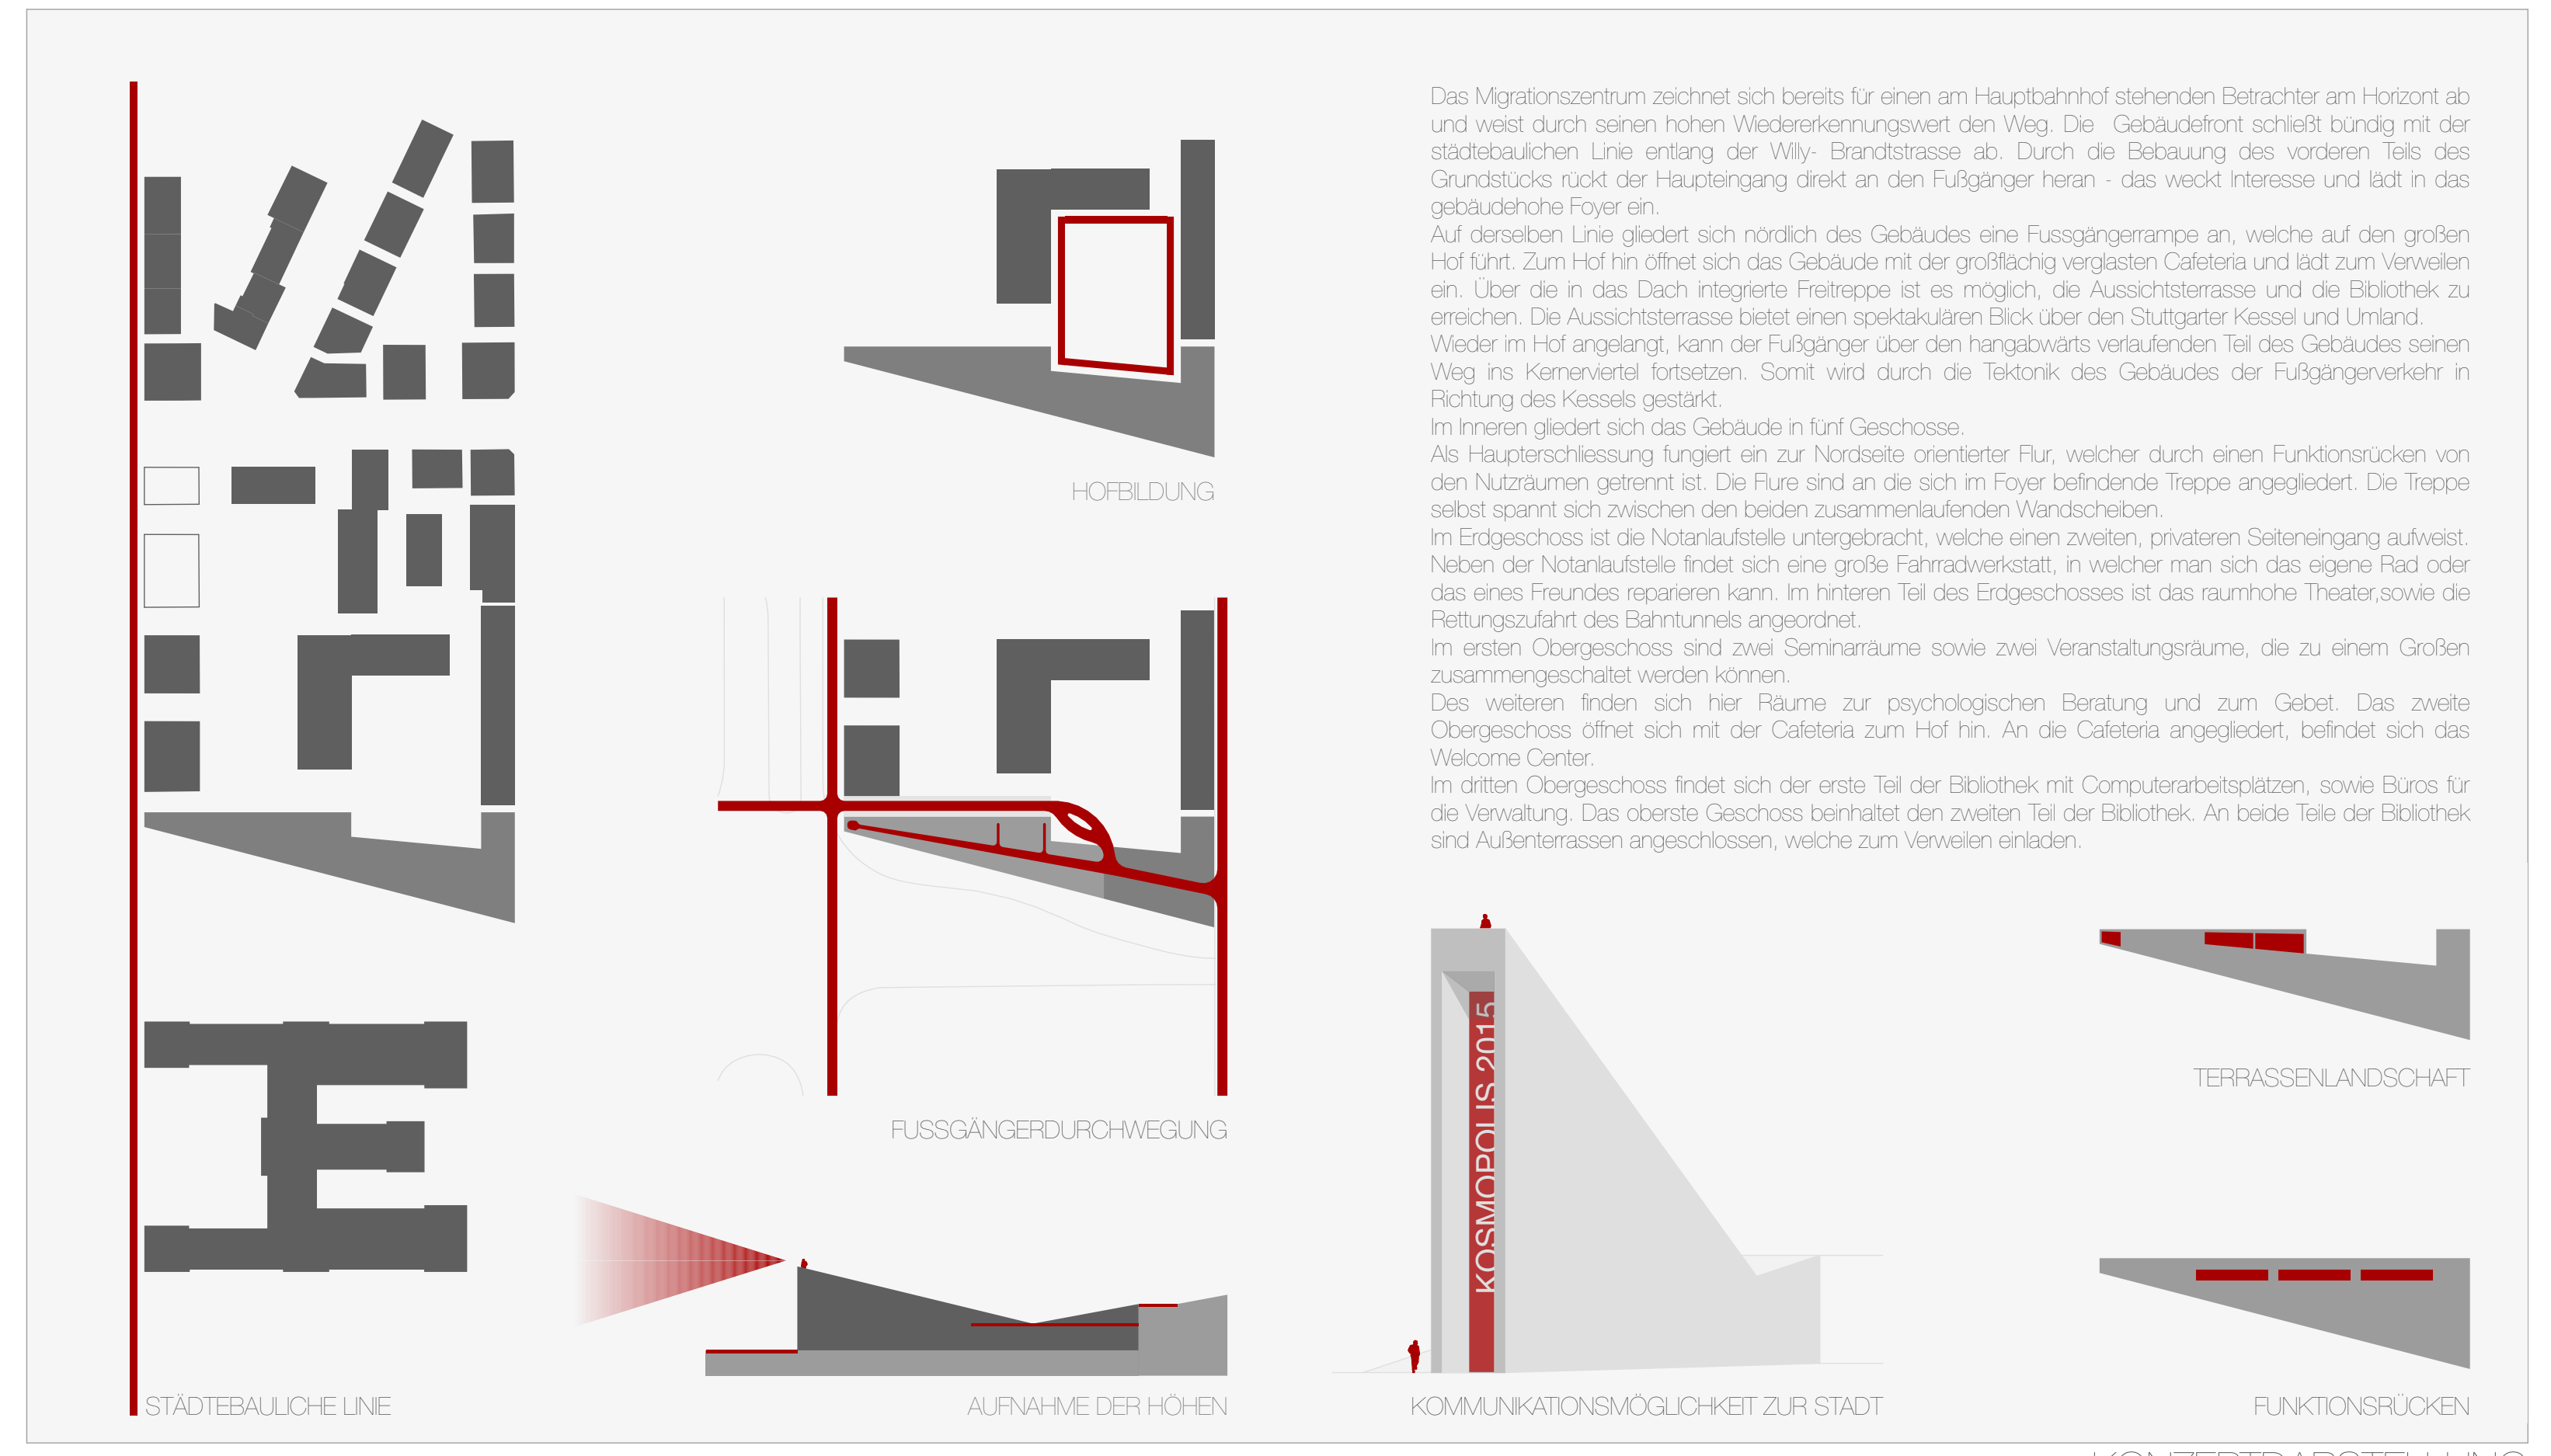 Das Migrationszentrum zeichnet sich bereits für einen am Hauptbahnhof stehenden Betrachter am Horizont ab
und weist durch seinen hohen Wiedererkennungswert den Weg. Die Gebäudefront schließt bündig mit der
städtebaulichen Linie entlang der Willy- Brandtstrasse ab. Durch die Bebauung des vorderen Teils des
Grundstücks rückt der Haupteingang direkt an den Fußgänger heran - das weckt Interesse und lädt in das
gebäudehohe Foyer ein.
Auf derselben Linie gliedert sich nördlich des Gebäudes eine Fussgängerrampe an, welche auf den großen
Hof führt. Zum Hof hin öffnet sich das Gebäude mit der großflächig verglasten Cafeteria und lädt zum Verweilen
ein. Über die in das Dach integrierte Freitreppe ist es möglich, die Aussichtsterrasse und die Bibliothek zu
erreichen. Die Aussichtsterrasse bietet einen spektakulären Blick über den Stuttgarter Kessel und Umland.
Wieder im Hof angelangt, kann der Fußgänger über den hangabwärts verlaufenden Teil des Gebäudes seinen
Weg ins Kernerviertel fortsetzen. Somit wird durch die Tektonik des Gebäudes der Fußgängerverkehr in
Richtung des Kessels gestärkt.
Im Inneren gliedert sich das Gebäude in fünf Geschosse.
Als Haupterschliessung fungiert ein zur Nordseite orientierter Flur, welcher durch einen Funktionsrücken von
den Nutzräumen getrennt ist. Die Flure sind an die sich im Foyer befindende Treppe angegliedert. Die Treppe
selbst spannt sich zwischen den beiden zusammenlaufenden Wandscheiben.
Im Erdgeschoss ist die Notanlaufstelle untergebracht, welche einen zweiten, privateren Seiteneingang aufweist.
Neben der Notanlaufstelle findet sich eine große Fahrradwerkstatt, in welcher man sich das eigene Rad oder
das eines Freundes reparieren kann. Im hinteren Teil des Erdgeschosses ist das raumhohe Theater,sowie die
Rettungszufahrt des Bahntunnels angeordnet.
Im ersten Obergeschoss sind zwei Seminarräume sowie zwei Veranstaltungsräume, die zu einem Großen
zusammengeschaltet werden können.
Des weiteren finden sich hier Räume zur psychologischen Beratung und zum Gebet. Das zweite
Obergeschoss öffnet sich mit der Cafeteria zum Hof hin. An die Cafeteria angegliedert, befindet sich das
Welcome Center.
Im dritten Obergeschoss findet sich der erste Teil der Bibliothek mit Computerarbeitsplätzen, sowie Büros für
die Verwaltung. Das oberste Geschoss beinhaltet den zweiten Teil der Bibliothek. An beide Teile der Bibliothek
sind Außenterrassen angeschlossen, welche zum Verweilen einladen.
HOFBILDUNG
FUSSGÄNGERDURCHWEGUNG
KOSMOPOLIS 2015
TERRASSENLANDSCHAFT
STÄDTEBAULICHE LINIE
AUFNAHME DER HÖHEN
KOMMUNIKATIONSMÖGLICHKEIT ZUR STADT
FUNKTIONSRÜCKEN